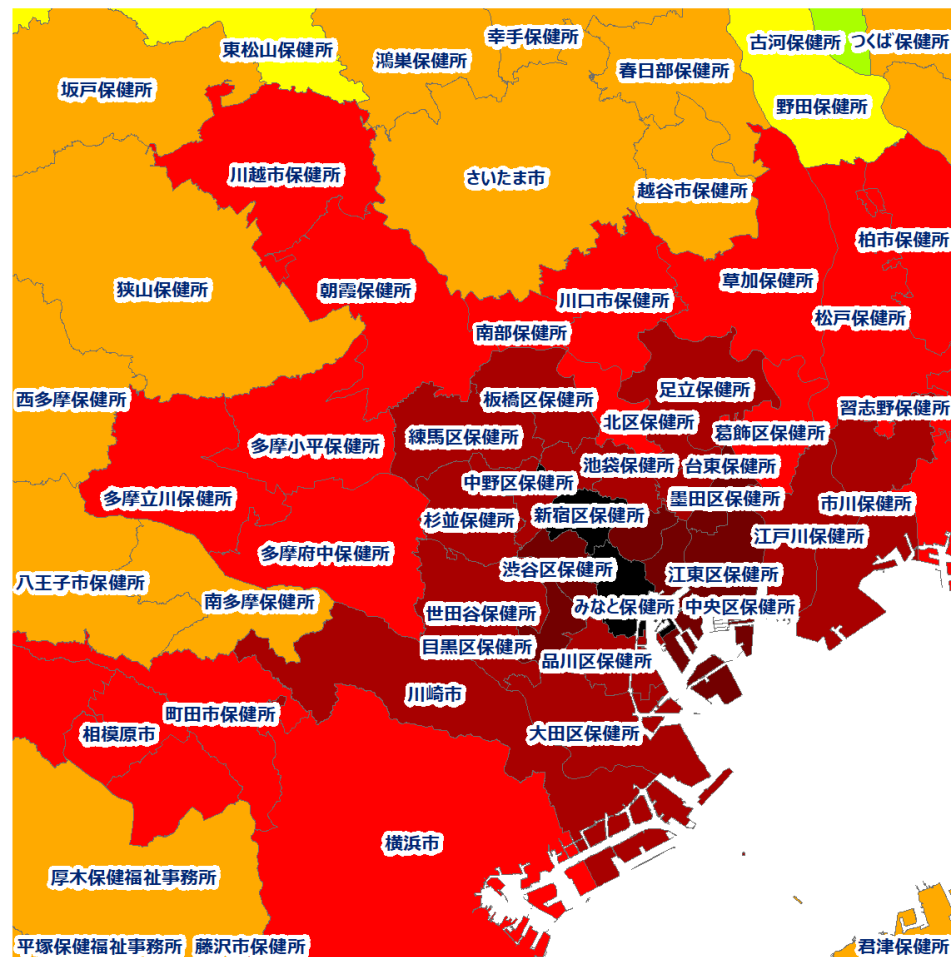 幸手保健所
東松山保健所
古河保健所
つくば保健所
鴻巣保健所
春日部保健所
坂戸保健所
野田保健所
川越市保健所
さいたま市
越谷市保健所
柏市保健所
狭山保健所
朝霞保健所
草加保健所
川口市保健所
松戸保健所
南部保健所
西多摩保健所
板橋区保健所
足立保健所
習志野保健所
北区保健所
葛飾区保健所
多摩小平保健所
練馬区保健所
池袋保健所
台東保健所
中野区保健所
多摩立川保健所
墨田区保健所
市川保健所
杉並保健所
新宿区保健所
江戸川保健所
多摩府中保健所
渋谷区保健所
江東区保健所
八王子市保健所
南多摩保健所
世田谷保健所
みなと保健所
中央区保健所
目黒区保健所
品川区保健所
川崎市
町田市保健所
相模原市
大田区保健所
横浜市
厚木保健福祉事務所
平塚保健福祉事務所
藤沢市保健所
君津保健所